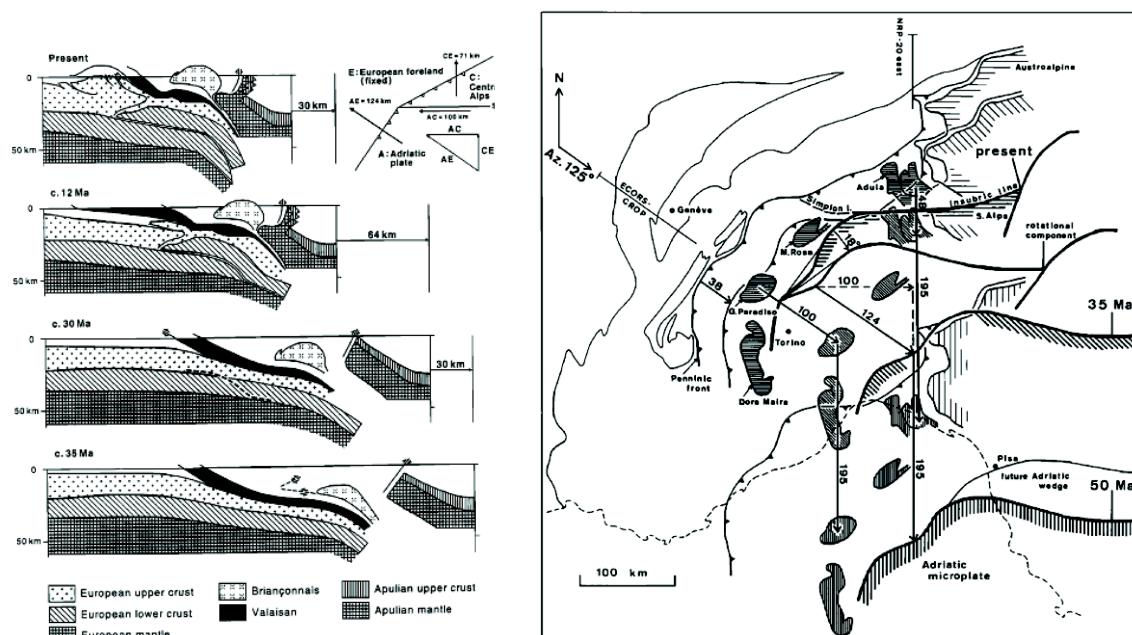 Present
0
50 km
30 km
E: European foreland
(fixed)
CE = 71 km
C:
Centr
Alps
AE = 124 km
S
A: Adriatic
plate
AC
AE
CE
c. 12 Ma
0
50 km
64 km
c. 30 Ma
0
50 km
30 km
c. 35 Ma
0
50 km
European upper crust
European lower crust
European mantle
Briançonnais
Valaisan
Apulian upper crust
Apulian mantle
NRP-20 east
N
Az. 125°
ECORS-
CROP
Genève
Austroalpine
present
Adula
Simplon l.
insubric line
S. Alps
M. Rosa
18°
rotational
component
38
G. Paradiso
100
100
124
195
35 Ma
Torino
Penninic
front
Dora Maira
195
195
Pisa
future Adriatic
wedge
50 Ma
Adriatic
microplate
100 km